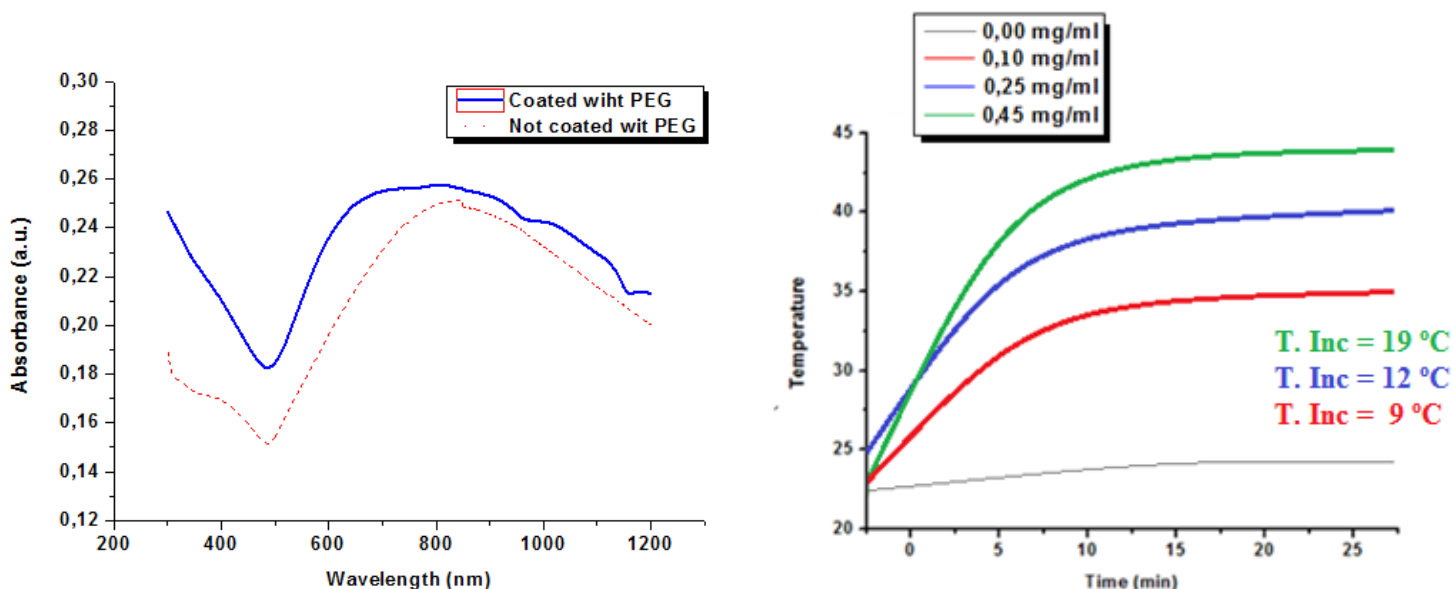 0,30
0,28
0,26
0,24
0,22
0,20
0,18
0,16
0,14
0,12
200
400
600
800
1000
1200
Absorbance (a.u.)
Wavelength (nm)
Coated wiht PEG
Not coated wit PEG
0,00 mg/ml
0,10 mg/ml
0,25 mg/ml
0,45 mg/ml
45
40
35
30
25
20
0
5
10
15
20
25
Temperature
Time (min)
T. Inc = 19 ºC
T. Inc = 12 ºC
T. Inc = 9 ºC